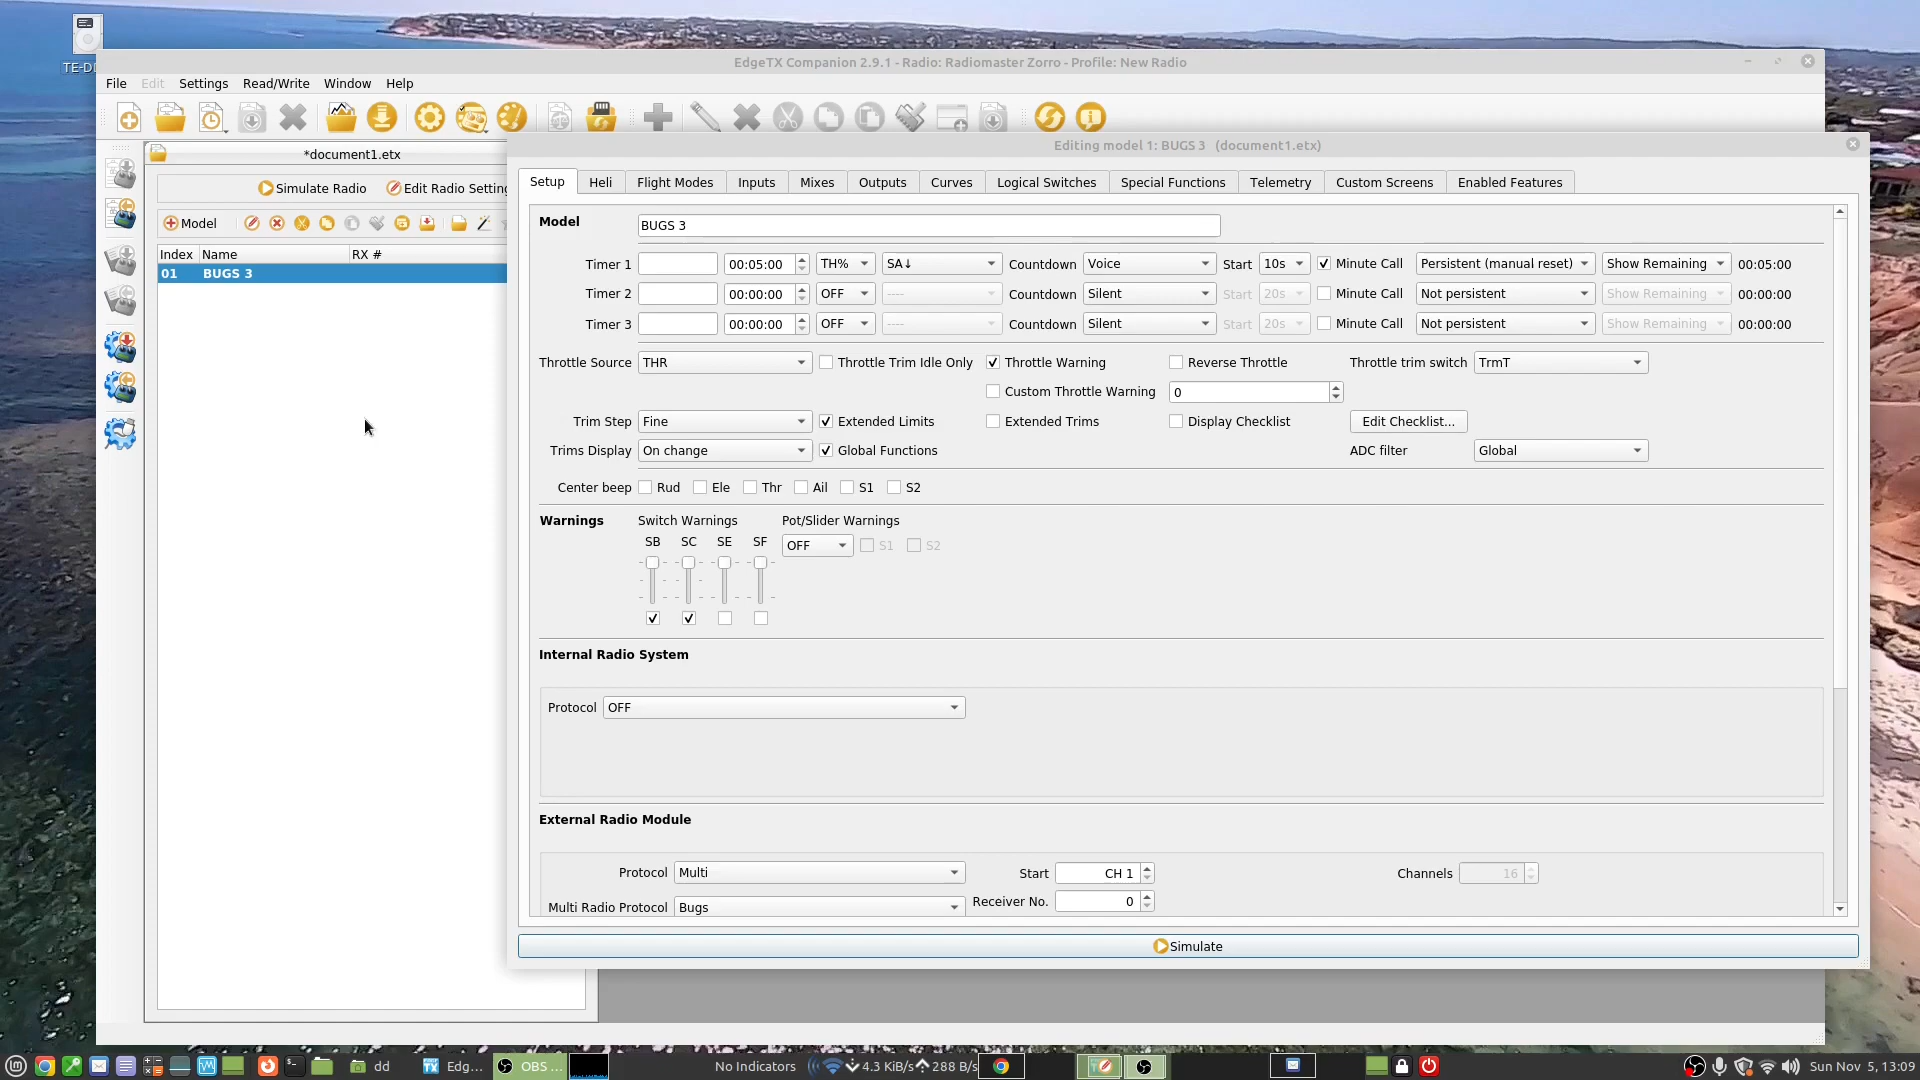 TE-D
EdgeTX Companion 2.9.1 - Radio: Radiomaster Zorro - Profile: New Radio
File Edit Settings Read/Write Window Help
*document1.etx
Simulate Radio Edit Radio Setting
Model
Index Name RX #
01 BUGS 3
Editing model 1: BUGS 3 (document1.etx)
Setup Heli Flight Modes Inputs Mixes Outputs Curves Logical Switches Special Functions Telemetry Custom Screens Enabled Features
Model BUGS 3
Timer 1 00:05:00 TH% SA↓ Countdown Voice Start 10s Minute Call Persistent (manual reset) Show Remaining 00:05:00
Timer 2 00:00:00 OFF ---- Countdown Silent Start 20s Minute Call Not persistent Show Remaining 00:00:00
Timer 3 00:00:00 OFF ---- Countdown Silent Start 20s Minute Call Not persistent Show Remaining 00:00:00
Throttle Source THR Throttle Trim Idle Only Throttle Warning Reverse Throttle Throttle trim switch TrmT
Custom Throttle Warning 0
Trim Step Fine Extended Limits Extended Trims Display Checklist Edit Checklist...
Trims Display On change Global Functions ADC filter Global
Center beep Rud Ele Thr Ail S1 S2
Warnings Switch Warnings Pot/Slider Warnings
SB SC SE SF OFF S1 S2
Internal Radio System
Protocol OFF
External Radio Module
Protocol Multi Start CH 1 Channels 16
Multi Radio Protocol Bugs Receiver No. 0
Simulate
dd Edg... OBS ... No Indicators 4.3 KiB/s 288 B/s Sun Nov 5, 13:09